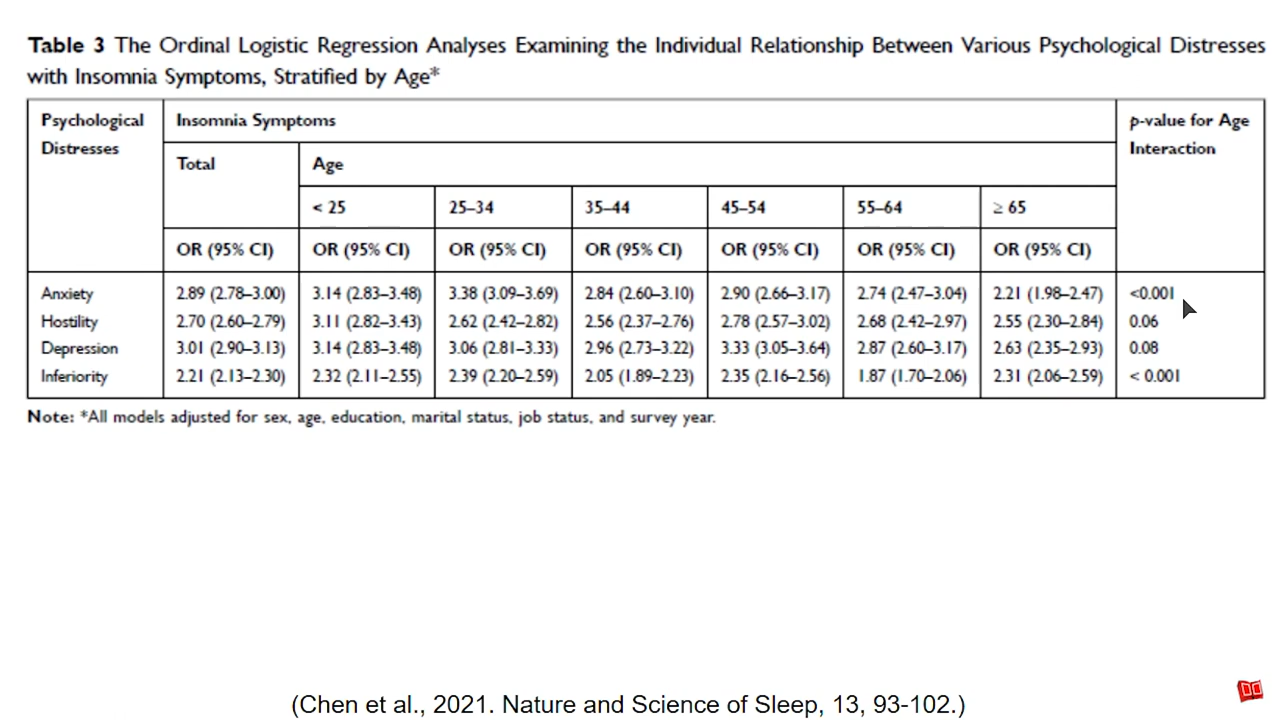 Table 3 The Ordinal Logistic Regression Analyses Examining the Individual Relationship Between Various Psychological Distresses
with Insomnia Symptoms, Stratified by Age*
Psychological Distresses
Insomnia Symptoms
p-value for Age Interaction
Total
Age
< 25
25–34
35–44
45–54
55–64
≥ 65
OR (95% CI) OR (95% CI) OR (95% CI) OR (95% CI) OR (95% CI) OR (95% CI) OR (95% CI)
Anxiety 2.89 (2.78–3.00) 3.14 (2.83–3.48) 3.38 (3.09–3.69) 2.84 (2.60–3.10) 2.90 (2.66–3.17) 2.74 (2.47–3.04) 2.21 (1.98–2.47) <0.001
Hostility 2.70 (2.60–2.79) 3.11 (2.82–3.43) 2.62 (2.42–2.82) 2.56 (2.37–2.76) 2.78 (2.57–3.02) 2.68 (2.42–2.97) 2.55 (2.30–2.84) 0.06
Depression 3.01 (2.90–3.13) 3.14 (2.83–3.48) 3.06 (2.81–3.33) 2.96 (2.73–3.22) 3.33 (3.05–3.64) 2.87 (2.60–3.17) 2.63 (2.35–2.93) 0.08
Inferiority 2.21 (2.13–2.30) 2.32 (2.11–2.55) 2.39 (2.20–2.59) 2.05 (1.89–2.23) 2.35 (2.16–2.56) 1.87 (1.70–2.06) 2.31 (2.06–2.59) < 0.001
Note: *All models adjusted for sex, age, education, marital status, job status, and survey year.
(Chen et al., 2021. Nature and Science of Sleep, 13, 93-102.)